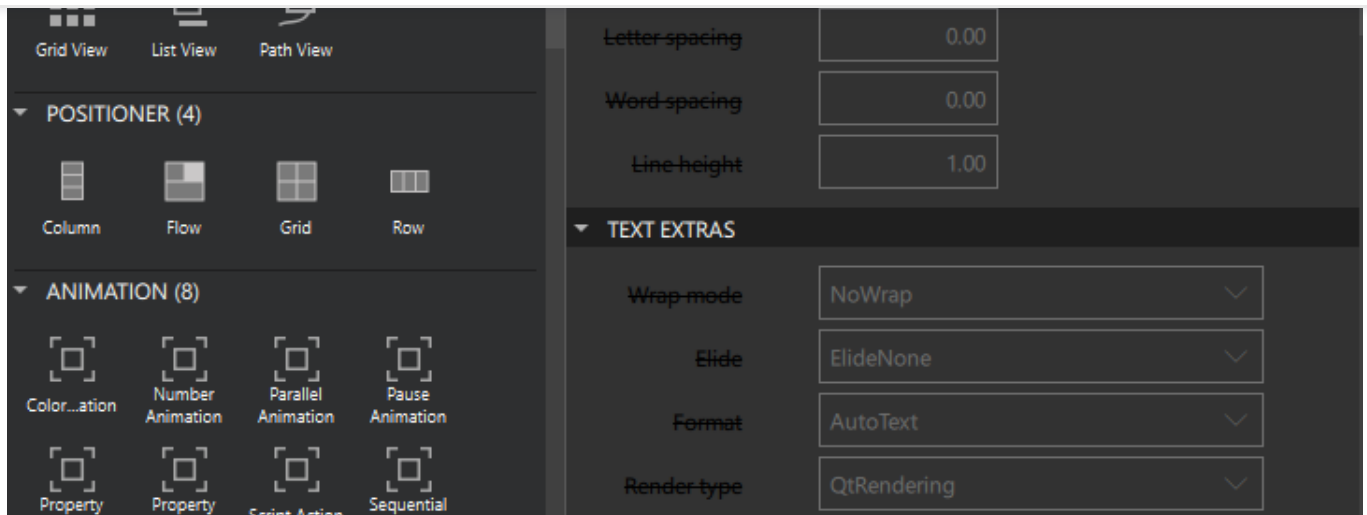 Grid View List View Path View
POSITIONER (4)
Column Flow Grid Row
ANIMATION (8)
Color...ation Number Animation Parallel Animation Pause Animation
Property Property Script Action Sequential
Letter spacing 0.00
Word spacing 0.00
Line height 1.00
TEXT EXTRAS
Wrap mode NoWrap
Elide ElideNone
Format AutoText
Render type QtRendering